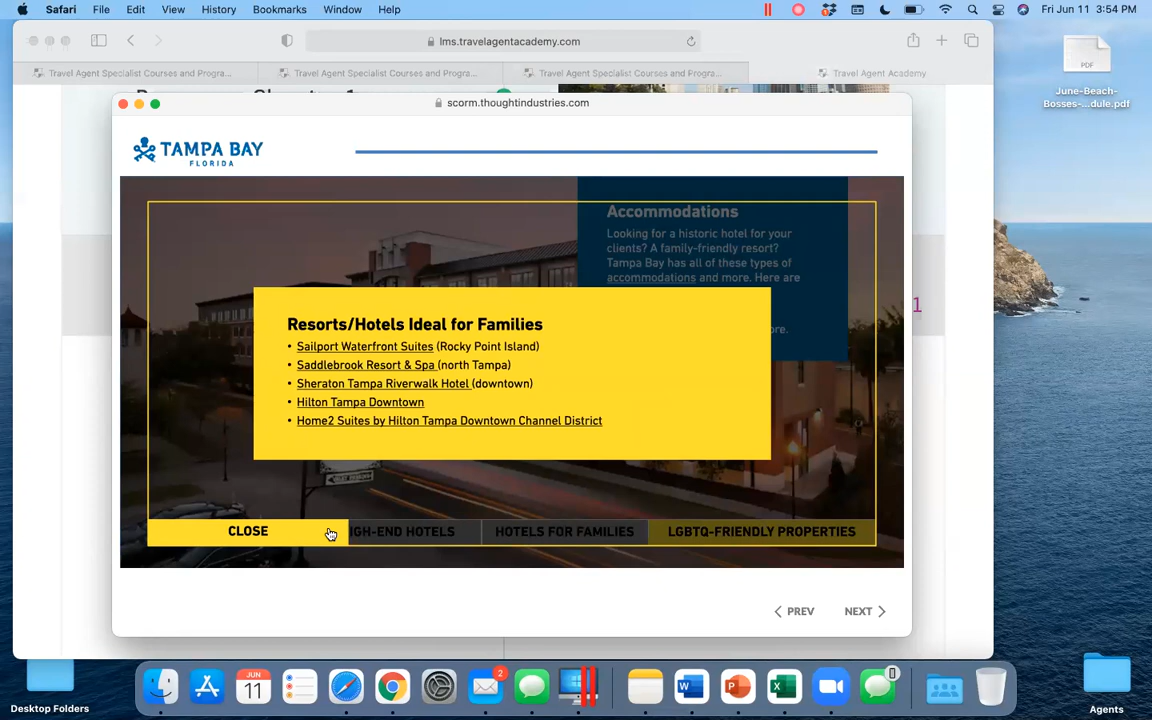 Safari File Edit View History Bookmarks Window Help Fri Jun 11 3:54 PM
lms.travelagentacademy.com
Travel Agent Specialist Courses and Progra... Travel Agent Specialist Courses and Progra... Travel Agent Specialist Courses and Progra... Travel Agent Academy
scorm.thoughtindustries.com
PDF
June-Beach-
Bosses-...dule.pdf
TAMPA BAY
FLORIDA
Accommodations
Looking for a historic hotel for your
clients? A family-friendly resort?
Tampa Bay has all of these types of
accommodations and more. Here are
1
Resorts/Hotels Ideal for Families
• Sailport Waterfront Suites (Rocky Point Island)
• Saddlebrook Resort & Spa (north Tampa)
• Sheraton Tampa Riverwalk Hotel (downtown)
• Hilton Tampa Downtown
• Home2 Suites by Hilton Tampa Downtown Channel District
CLOSE IGH-END HOTELS HOTELS FOR FAMILIES LGBTQ-FRIENDLY PROPERTIES
PREV NEXT
JUN
11
2
Desktop Folders
Agents